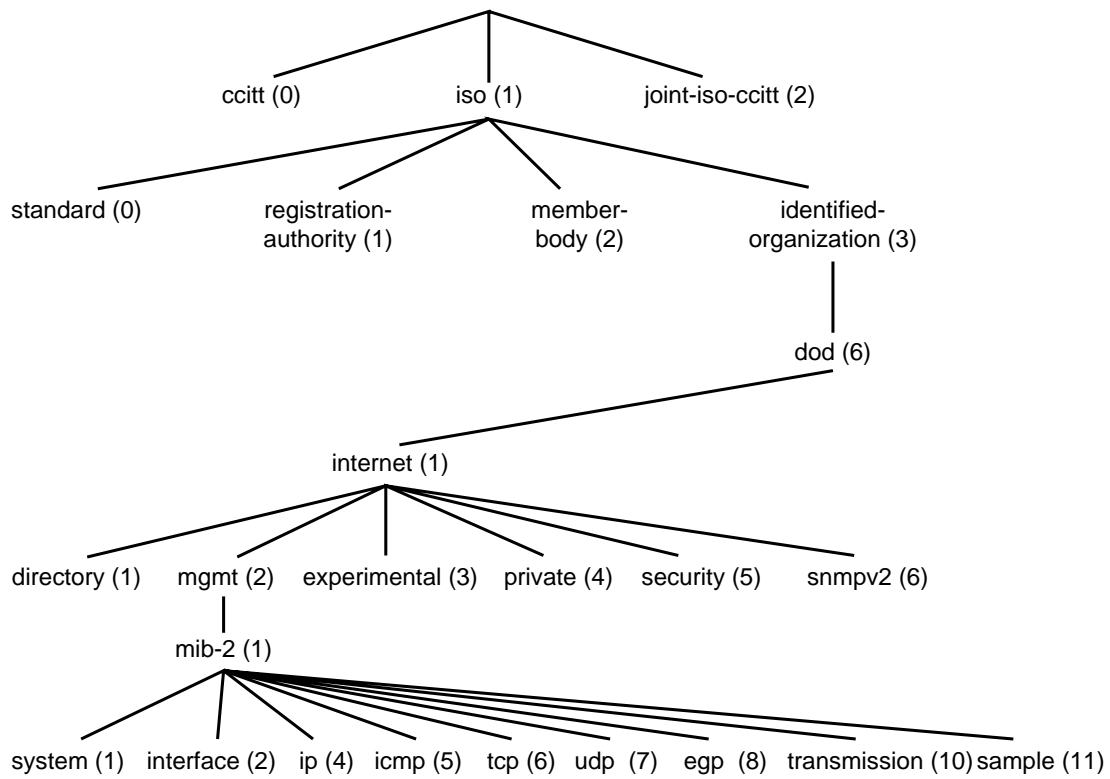 ccitt (0) iso (1) joint-iso-ccitt (2)
standard (0) registration- member- identified-
authority (1) body (2) organization (3)
dod (6)
internet (1)
directory (1) mgmt (2) experimental (3) private (4) security (5) snmpv2 (6)
mib-2 (1)
system (1) interface (2) ip (4) icmp (5) tcp (6) udp (7) egp (8) transmission (10) sample (11)